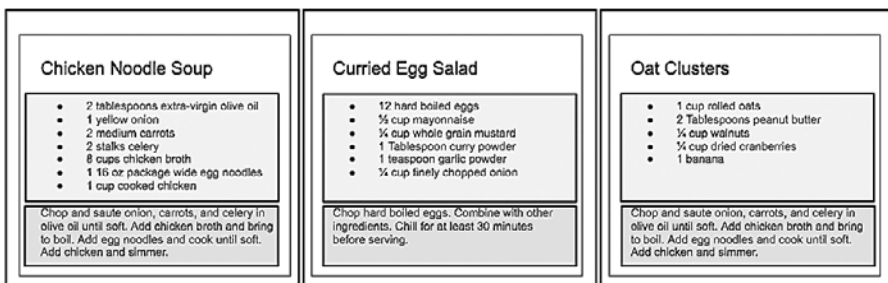 Chicken Noodle Soup
• 2 tablespoons extra-virgin olive oil
• 1 yellow onion
• 2 medium carrots
• 2 stalks celery
• 8 cups chicken broth
• 1 16 oz package wide egg noodles
• 1 cup cooked chicken
Chop and saute onion, carrots, and celery in
olive oil until soft. Add chicken broth and bring
to boil. Add egg noodles and cook until soft.
Add chicken and simmer.
Curried Egg Salad
• 12 hard boiled eggs
• cup mayonnaise
• ¼ cup whole grain mustard
• 1 Tablespoon curry powder
• 1 teaspoon garlic powder
• ¼ cup finely chopped onion
Chop hard boiled eggs. Combine with other
ingredients. Chill for at least 30 minutes
before serving.
Oat Clusters
• 1 cup rolled oats
• 2 Tablespoons peanut butter
• ¼ cup walnuts
• ¼ cup dried cranberries
• 1 banana
Chop and saute onion, carrots, and celery in
olive oil until soft. Add chicken broth and bring
to boil. Add egg noodles and cook until soft.
Add chicken and simmer.